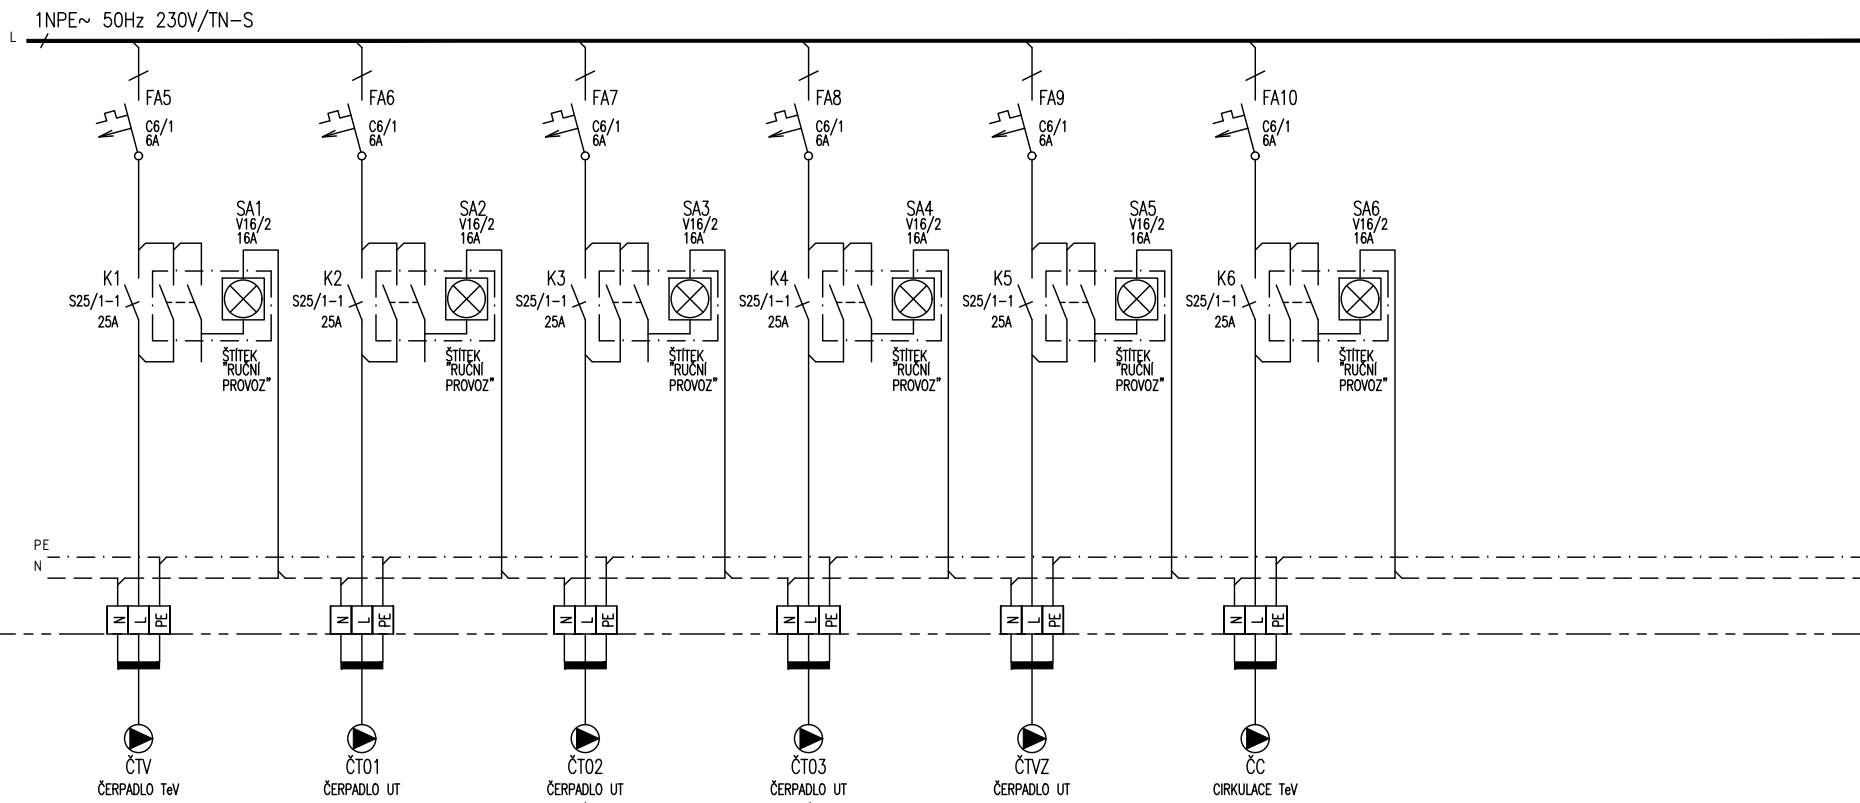 1NPE~ 50Hz 230V/TN-S
L
FA5
C6/1
6A
FA6
C6/1
6A
FA7
C6/1
6A
FA8
C6/1
6A
FA9
C6/1
6A
FA10
C6/1
6A
SA1
V16/2
16A
SA2
V16/2
16A
SA3
V16/2
16A
SA4
V16/2
16A
SA5
V16/2
16A
SA6
V16/2
16A
K1
S25/1-1
25A
K2
S25/1-1
25A
K3
S25/1-1
25A
K4
S25/1-1
25A
K5
S25/1-1
25A
K6
S25/1-1
25A
ŠTÍTEK
"RUČNÍ
PROVOZ"
ŠTÍTEK
"RUČNÍ
PROVOZ"
ŠTÍTEK
"RUČNÍ
PROVOZ"
ŠTÍTEK
"RUČNÍ
PROVOZ"
ŠTÍTEK
"RUČNÍ
PROVOZ"
ŠTÍTEK
"RUČNÍ
PROVOZ"
PE
N
N L PE
N L PE
N L PE
N L PE
N L PE
N L PE
ČTV
ČERPADLO TeV
ČTO1
ČERPADLO UT
ČTO2
ČERPADLO UT
ČTO3
ČERPADLO UT
ČTVZ
ČERPADLO UT
ČC
CIRKULACE TeV